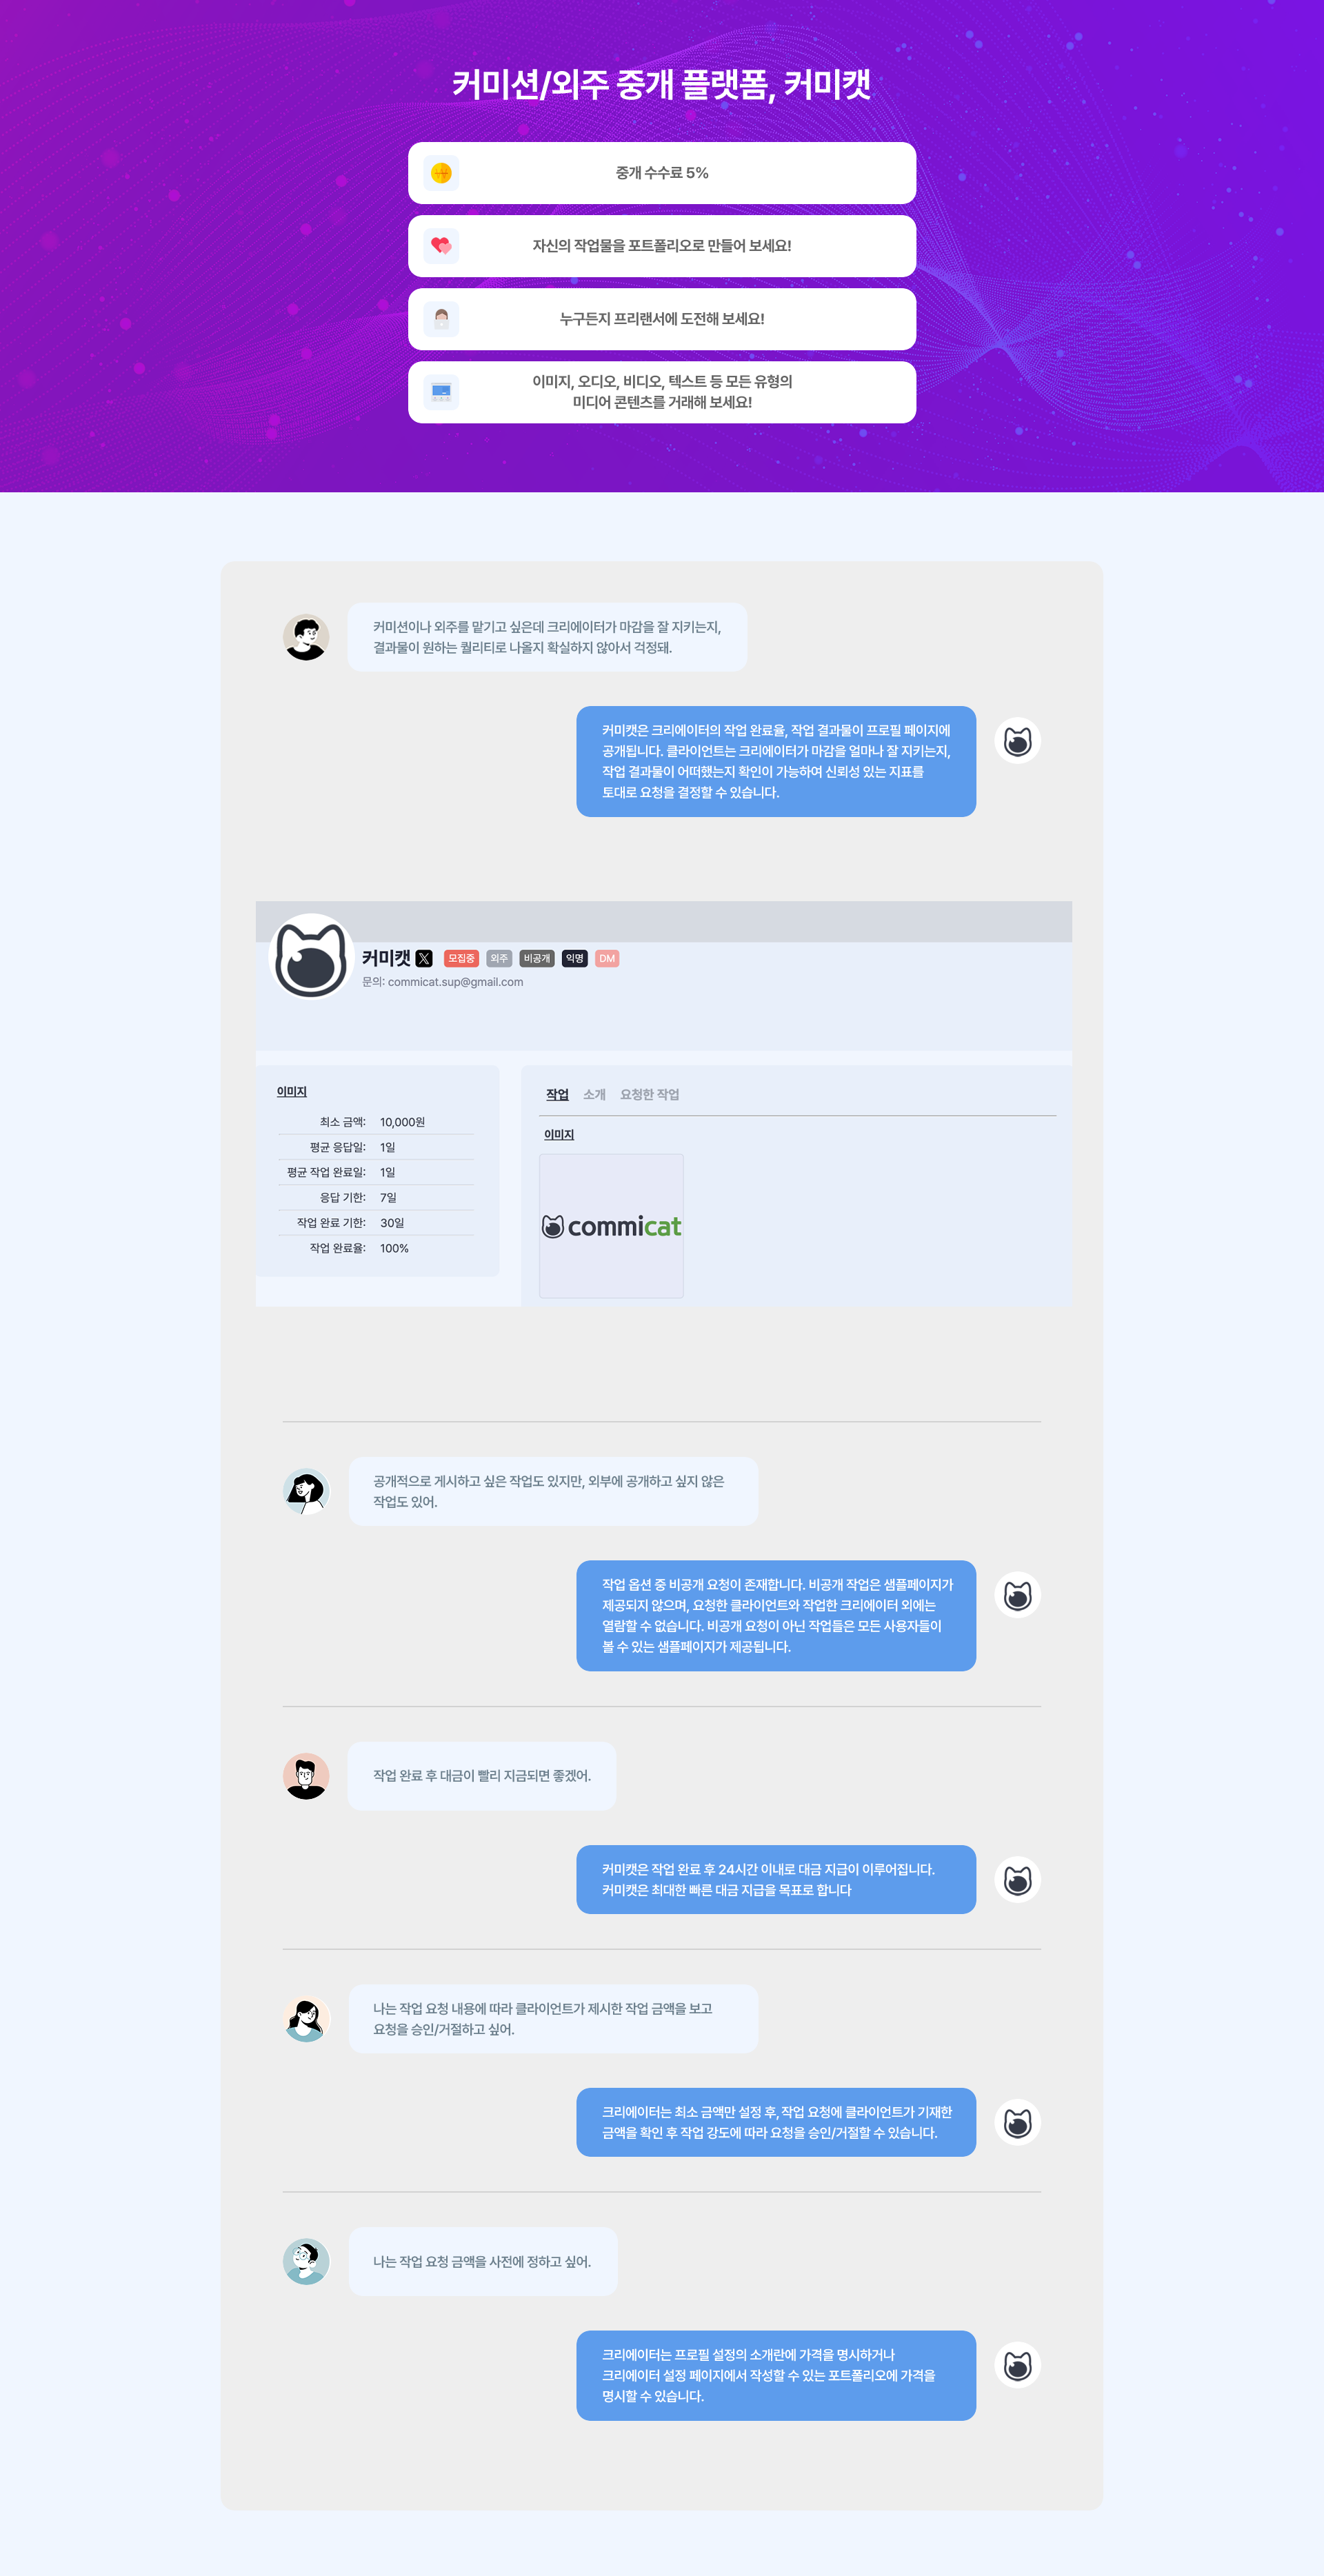 커미션/외주 중개 플랫폼, 커미캣
중개 수수료 5%
자신의 작업물을 포트폴리오로 만들어 보세요!
누구든지 프리랜서에 도전해 보세요!
이미지, 오디오, 비디오, 텍스트 등 모든 유형의
미디어 콘텐츠를 거래해 보세요!
커미션이나 외주를 맡기고 싶은데 크리에이터가 마감을 잘 지키는지,
결과물이 원하는 퀄리티로 나올지 확실하지 않아서 걱정돼.
커미캣은 크리에이터의 작업 완료율, 작업 결과물이 프로필 페이지에
공개됩니다. 클라이언트는 크리에이터가 마감을 얼마나 잘 지키는지,
작업 결과물이 어떠했는지 확인이 가능하여 신뢰성 있는 지표를
토대로 요청을 결정할 수 있습니다.
커미캣 X 모집중 외주 비공개 익명 DM
문의: commicat.sup@gmail.com
이미지
최소 금액: 10,000원
평균 응답일: 1일
평균 작업 완료일: 1일
응답 기한: 7일
작업 완료 기한: 30일
작업 완료율: 100%
작업 소개 요청한 작업
이미지
commicat
공개적으로 게시하고 싶은 작업도 있지만, 외부에 공개하고 싶지 않은
작업도 있어.
작업 옵션 중 비공개 요청이 존재합니다. 비공개 작업은 샘플페이지가
제공되지 않으며, 요청한 클라이언트와 작업한 크리에이터 외에는
열람할 수 없습니다. 비공개 요청이 아닌 작업들은 모든 사용자들이
볼 수 있는 샘플페이지가 제공됩니다.
작업 완료 후 대금이 빨리 지금되면 좋겠어.
커미캣은 작업 완료 후 24시간 이내로 대금 지급이 이루어집니다.
커미캣은 최대한 빠른 대금 지급을 목표로 합니다
나는 작업 요청 내용에 따라 클라이언트가 제시한 작업 금액을 보고
요청을 승인/거절하고 싶어.
크리에이터는 최소 금액만 설정 후, 작업 요청에 클라이언트가 기재한
금액을 확인 후 작업 강도에 따라 요청을 승인/거절할 수 있습니다.
나는 작업 요청 금액을 사전에 정하고 싶어.
크리에이터는 프로필 설정의 소개란에 가격을 명시하거나
크리에이터 설정 페이지에서 작성할 수 있는 포트폴리오에 가격을
명시할 수 있습니다.